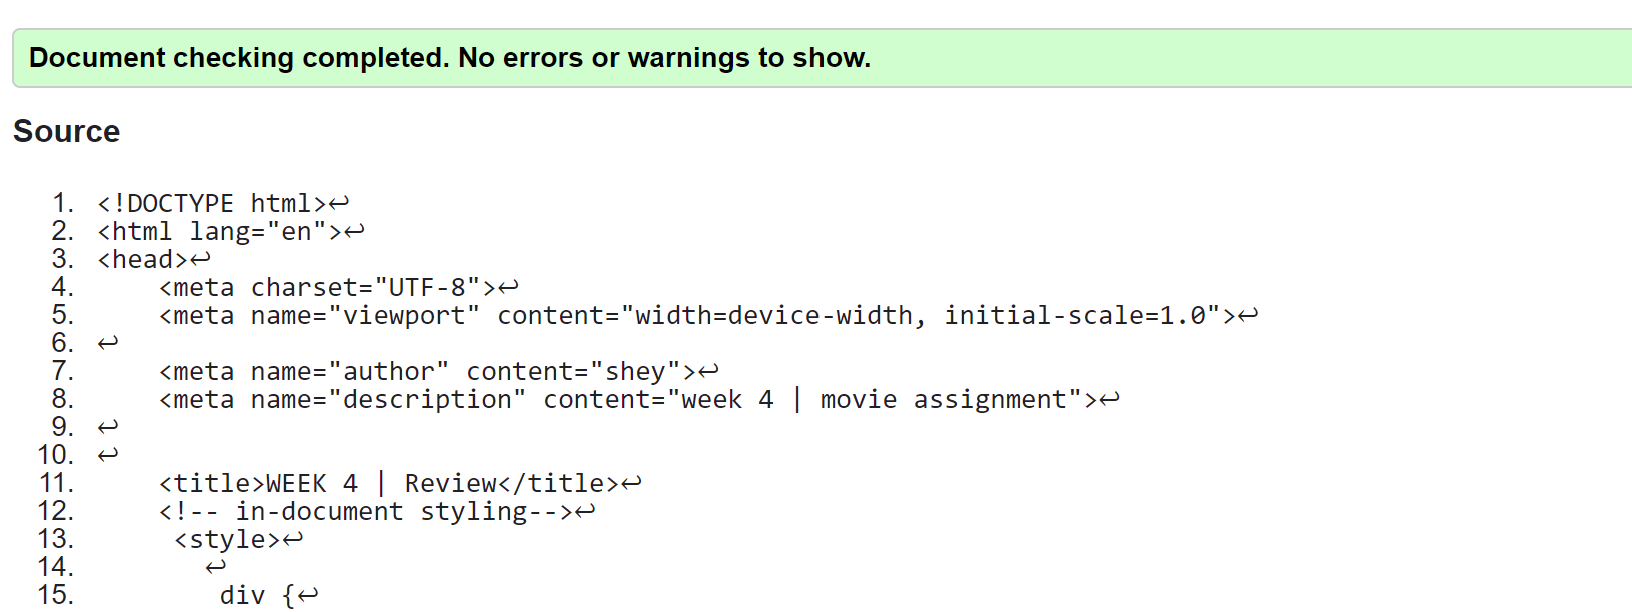 Document checking completed. No errors or warnings to show.
Source
1. <!DOCTYPE html>↩
2. <html lang="en">↩
3. <head>↩
4.     <meta charset="UTF-8">↩
5.     <meta name="viewport" content="width=device-width, initial-scale=1.0">↩
6. ↩
7.     <meta name="author" content="shey">↩
8.     <meta name="description" content="week 4 | movie assignment">↩
9. ↩
10. ↩
11.     <title>WEEK 4 | Review</title>↩
12.     <!-- in-document styling-->↩
13.      <style>↩
14.        ↩
15.         div {↩